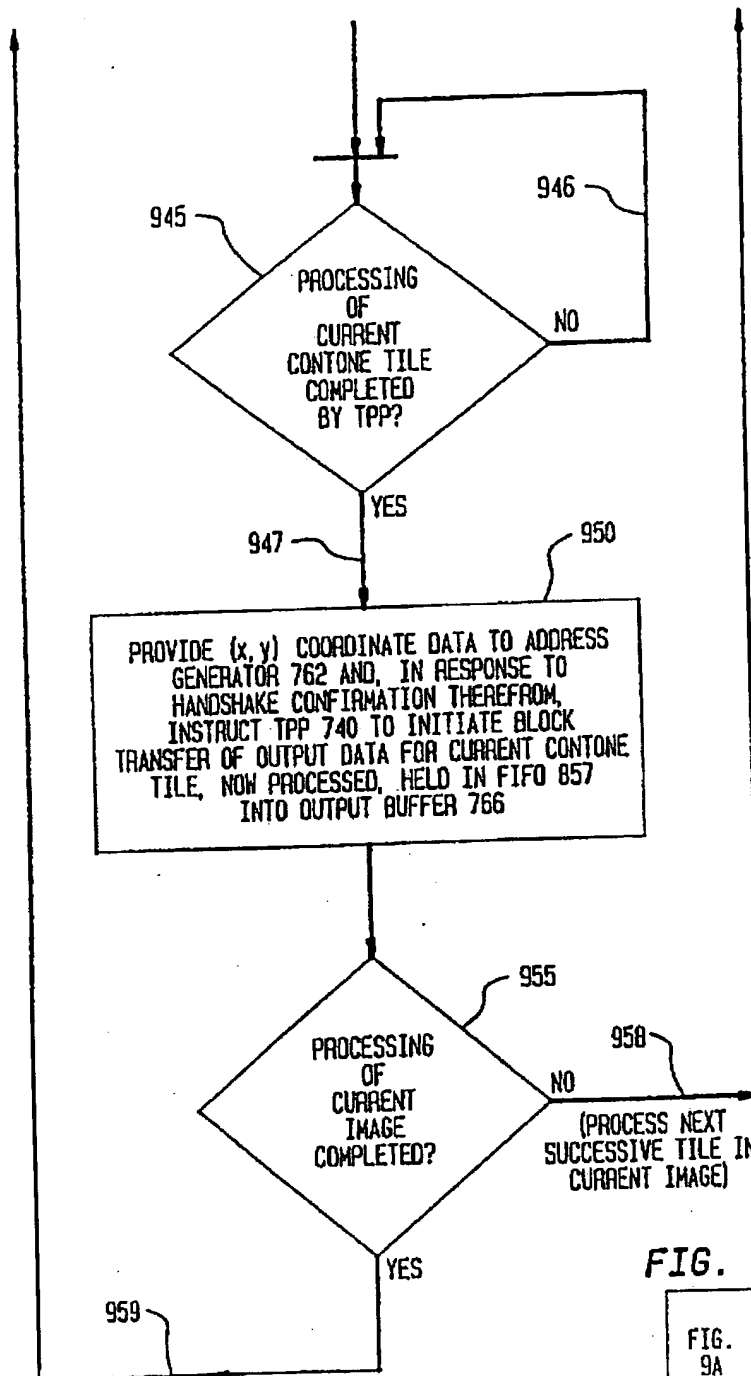 946
945
PROCESSING
OF
CURRENT
CONTONE TILE
COMPLETED
BY TPP?
NO
YES
947
950
PROVIDE (x, y) COORDINATE DATA TO ADDRESS
GENERATOR 762 AND, IN RESPONSE TO
HANDSHAKE CONFIRMATION THEREFROM,
INSTRUCT TPP 740 TO INITIATE BLOCK
TRANSFER OF OUTPUT DATA FOR CURRENT CONTONE
TILE, NOW PROCESSED, HELD IN FIFO 857
INTO OUTPUT BUFFER 766
955
PROCESSING
OF
CURRENT
IMAGE
COMPLETED?
958
NO
(PROCESS NEXT
SUCCESSIVE TILE IN
CURRENT IMAGE)
YES
959
FIG.
FIG.
9A